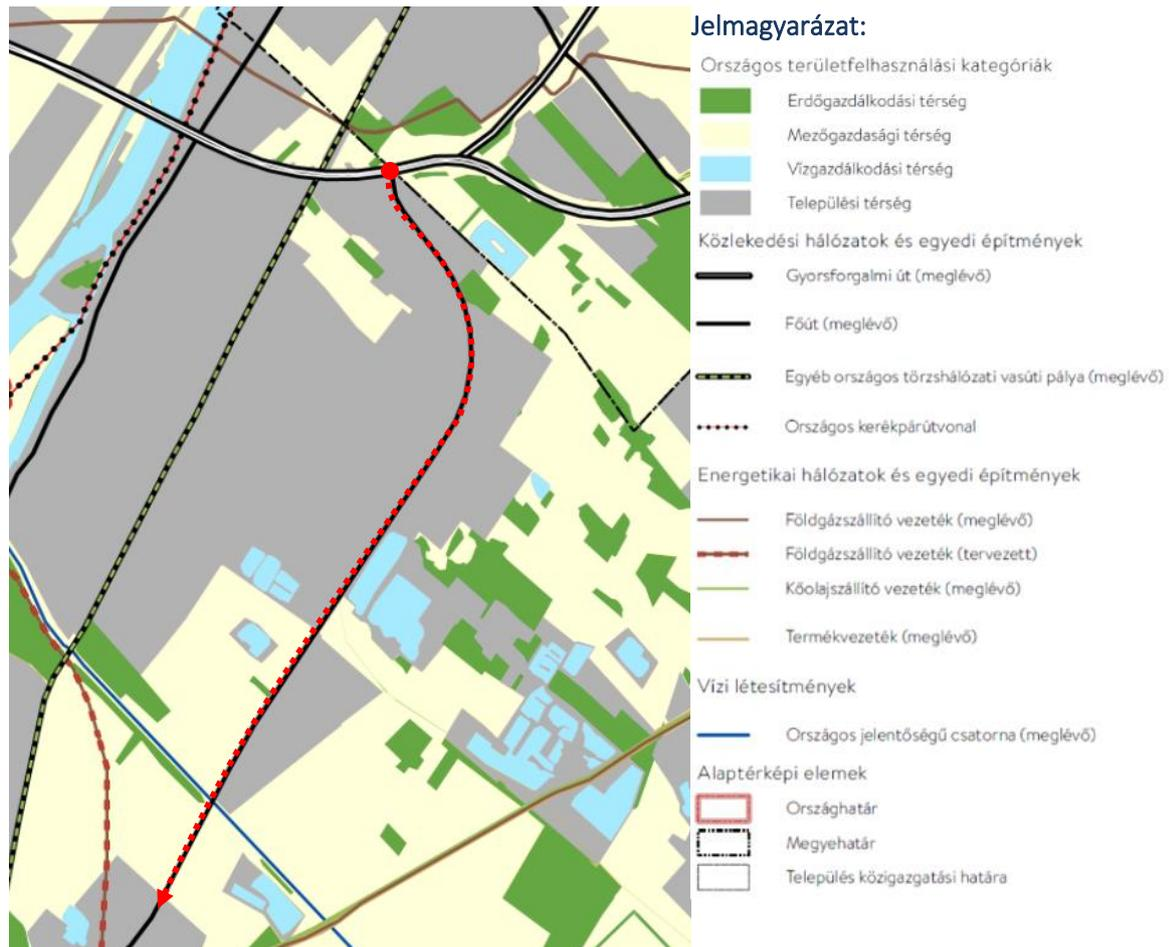 Jelmagyarázat:
Országos területfelhasználási kategóriák
Erdőgazdálkodási térség
Mezőgazdasági térség
Vízgazdálkodási térség
Települési térség
Közlekedési hálózatok és egyedi építmények
Gyorsforgalmi út (meglévő)
Főút (meglévő)
Egyéb országos törzshálózati vasúti pálya (meglévő)
Országos kerékpárútvonal
Energetikai hálózatok és egyedi építmények
Földgázszállító vezeték (meglévő)
Földgázszállító vezeték (tervezett)
Kőolajszállító vezeték (meglévő)
Termékvezeték (meglévő)
Vízi létesítmények
Országos jelentőségű csatorna (meglévő)
Alaptérképi elemek
Országhatár
Megyehatár
Település közigazgatási határa